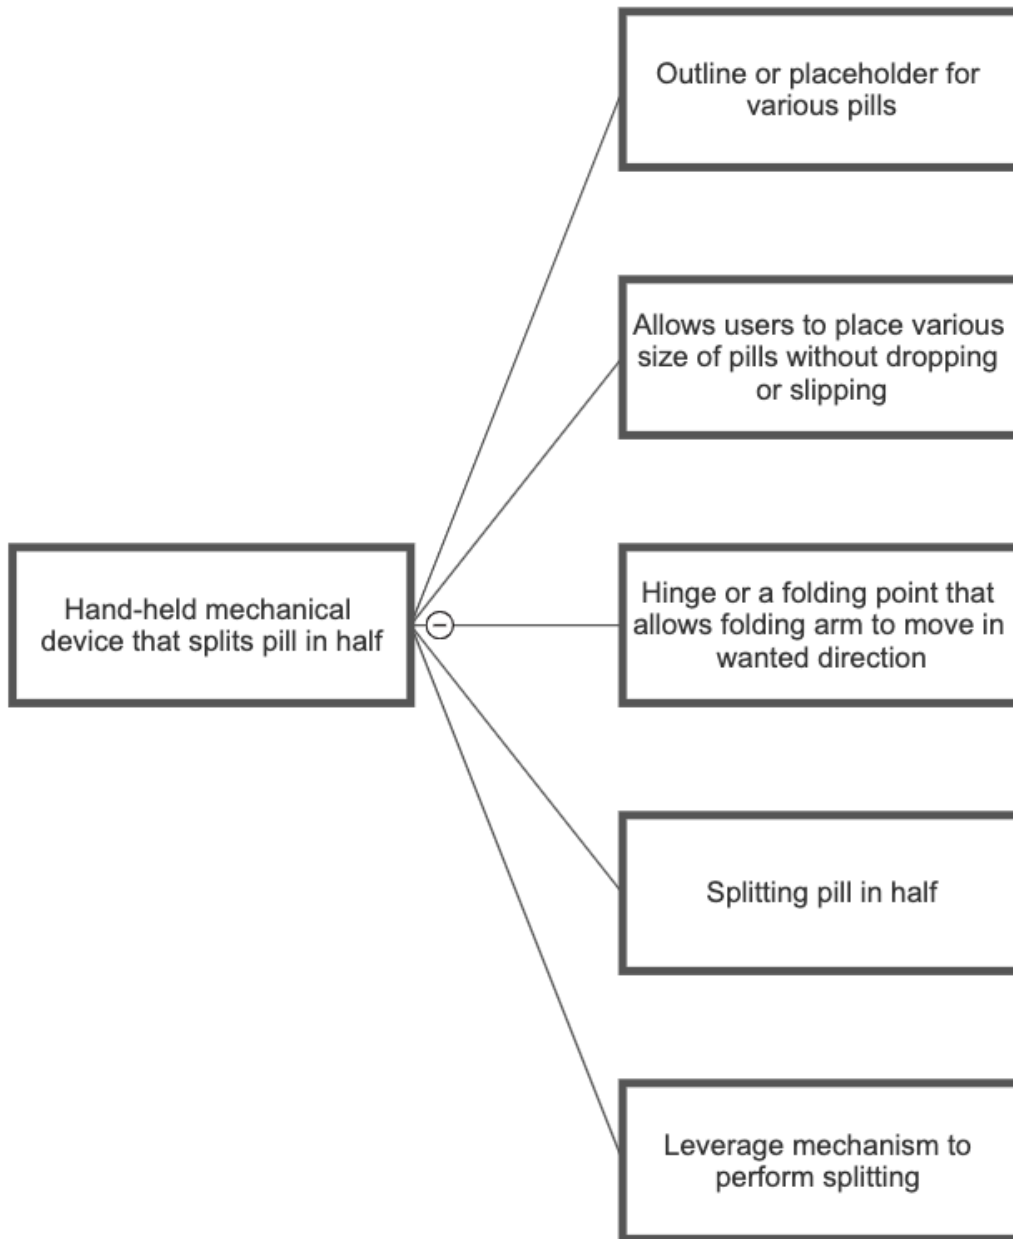 Outline or placeholder for
various pills
Allows users to place various
size of pills without dropping
or slipping
Hand-held mechanical
device that splits pill in half
Hinge or a folding point that
allows folding arm to move in
wanted direction
Splitting pill in half
Leverage mechanism to
perform splitting